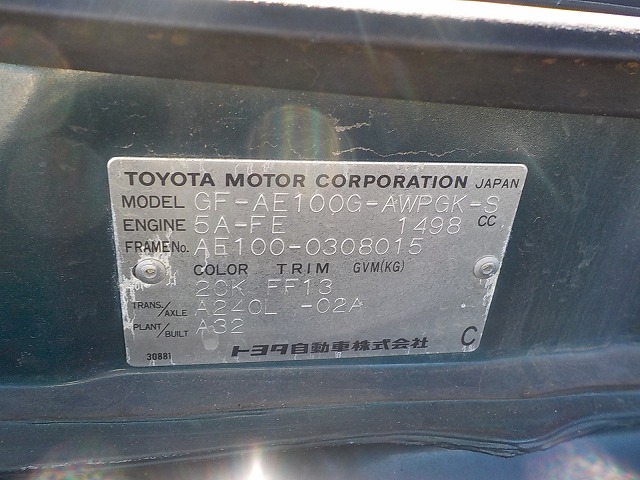 TOYOTA MOTOR CORPORATION JAPAN
MODEL GF-AE100G-AWPGK-S
ENGINE 5A-FE 1498 CC
FRAME No. AE100-0308015
COLOR TRIM GVM(KG)
2CK FF13
TRANS./AXLE A240L -02A
PLANT/BUILT A32
30881 トヨタ自動車株式会社 C